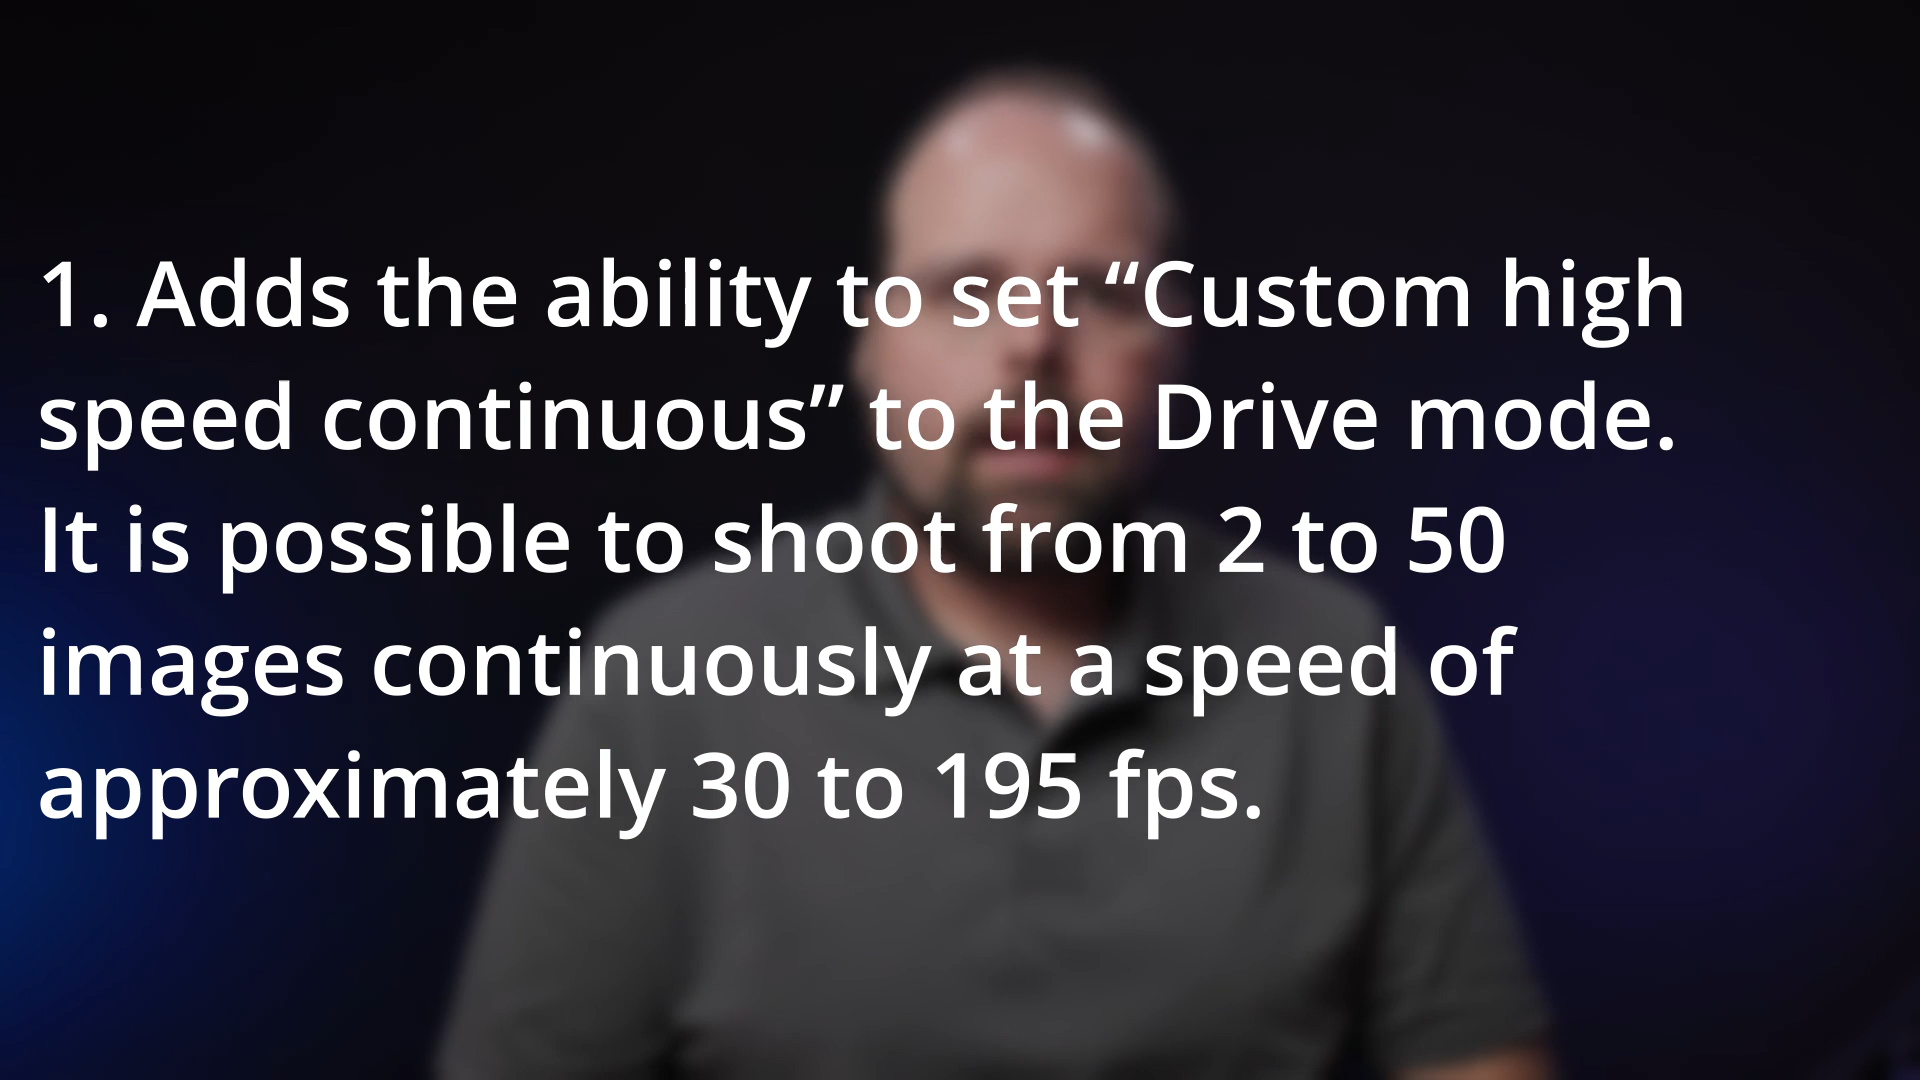 1. Adds the ability to set “Custom high
speed continuous” to the Drive mode.
It is possible to shoot from 2 to 50
images continuously at a speed of
approximately 30 to 195 fps.